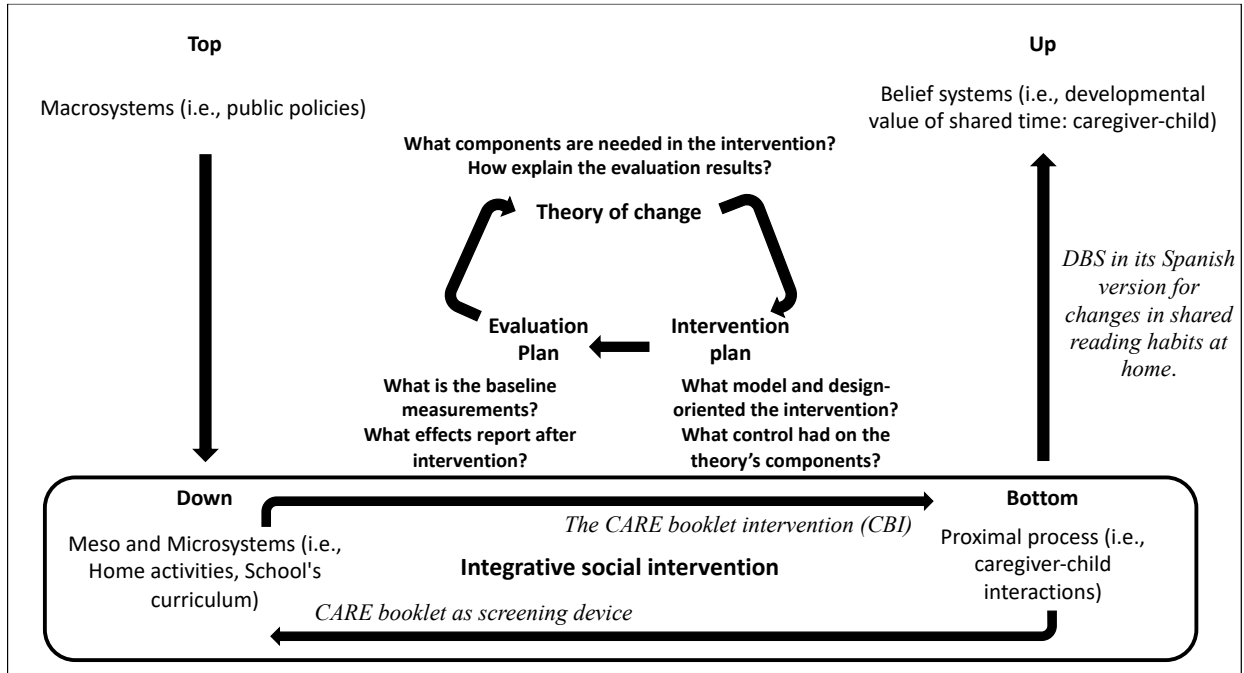 Top
Up
Macrosystems (i.e., public policies)
Belief systems (i.e., developmental
value of shared time: caregiver-child)
What components are needed in the intervention?
How explain the evaluation results?
Theory of change
DBS in its Spanish
version for
changes in shared
reading habits at
home.
Evaluation
Plan
Intervention
plan
What is the baseline
measurements?
What effects report after
intervention?
What model and design-
oriented the intervention?
What control had on the
theory's components?
Down
Bottom
The CARE booklet intervention (CBI)
Meso and Microsystems (i.e.,
Home activities, School's
curriculum)
Integrative social intervention
Proximal process (i.e.,
caregiver-child
interactions)
CARE booklet as screening device